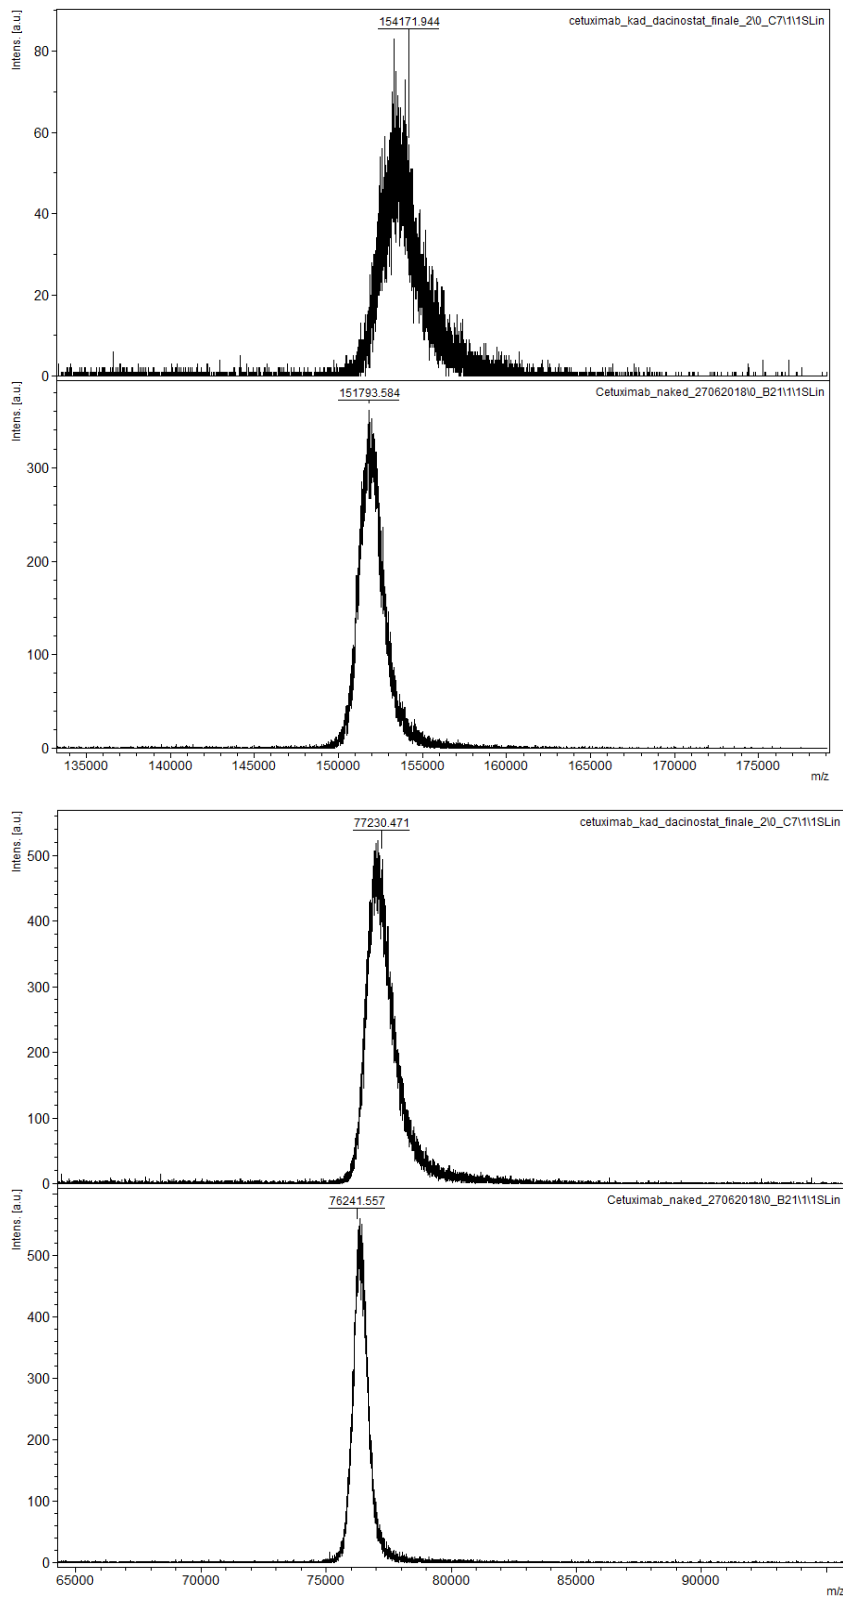 154171.944
cetuximab_kad_dacinostat_finale_2\0_C7\1\1SLin
Intens. [a.u.]
80
60
40
20
0
151793.584
Cetuximab_naked_27062018\0_B21\1\1SLin
Intens. [a.u.]
300
200
100
0
135000 140000 145000 150000 155000 160000 165000 170000 175000
m/z
77230.471
cetuximab_kad_dacinostat_finale_2\0_C7\1\1SLin
Intens. [a.u.]
500
400
300
200
100
0
76241.557
Cetuximab_naked_27062018\0_B21\1\1SLin
Intens. [a.u.]
500
400
300
200
100
0
65000 70000 75000 80000 85000 90000
m/z